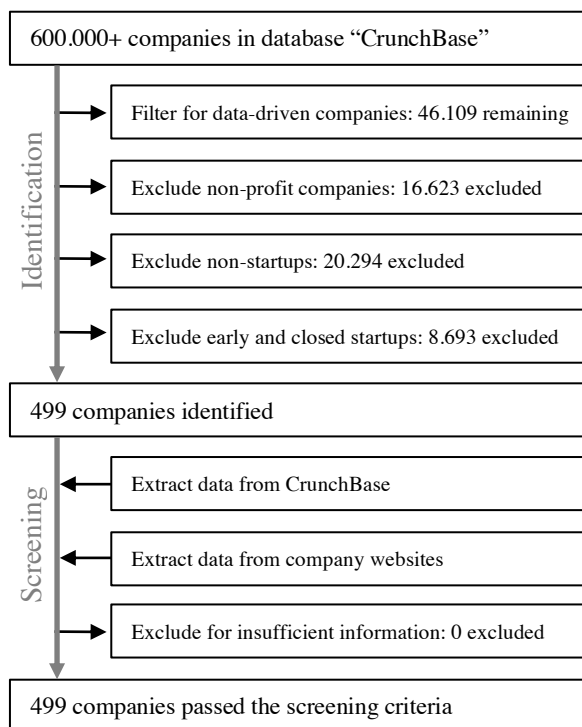 600.000+ companies in database “CrunchBase”
Filter for data-driven companies: 46.109 remaining
Exclude non-profit companies: 16.623 excluded
Identification
Exclude non-startups: 20.294 excluded
Exclude early and closed startups: 8.693 excluded
499 companies identified
Extract data from CrunchBase
Screening
Extract data from company websites
Exclude for insufficient information: 0 excluded
499 companies passed the screening criteria